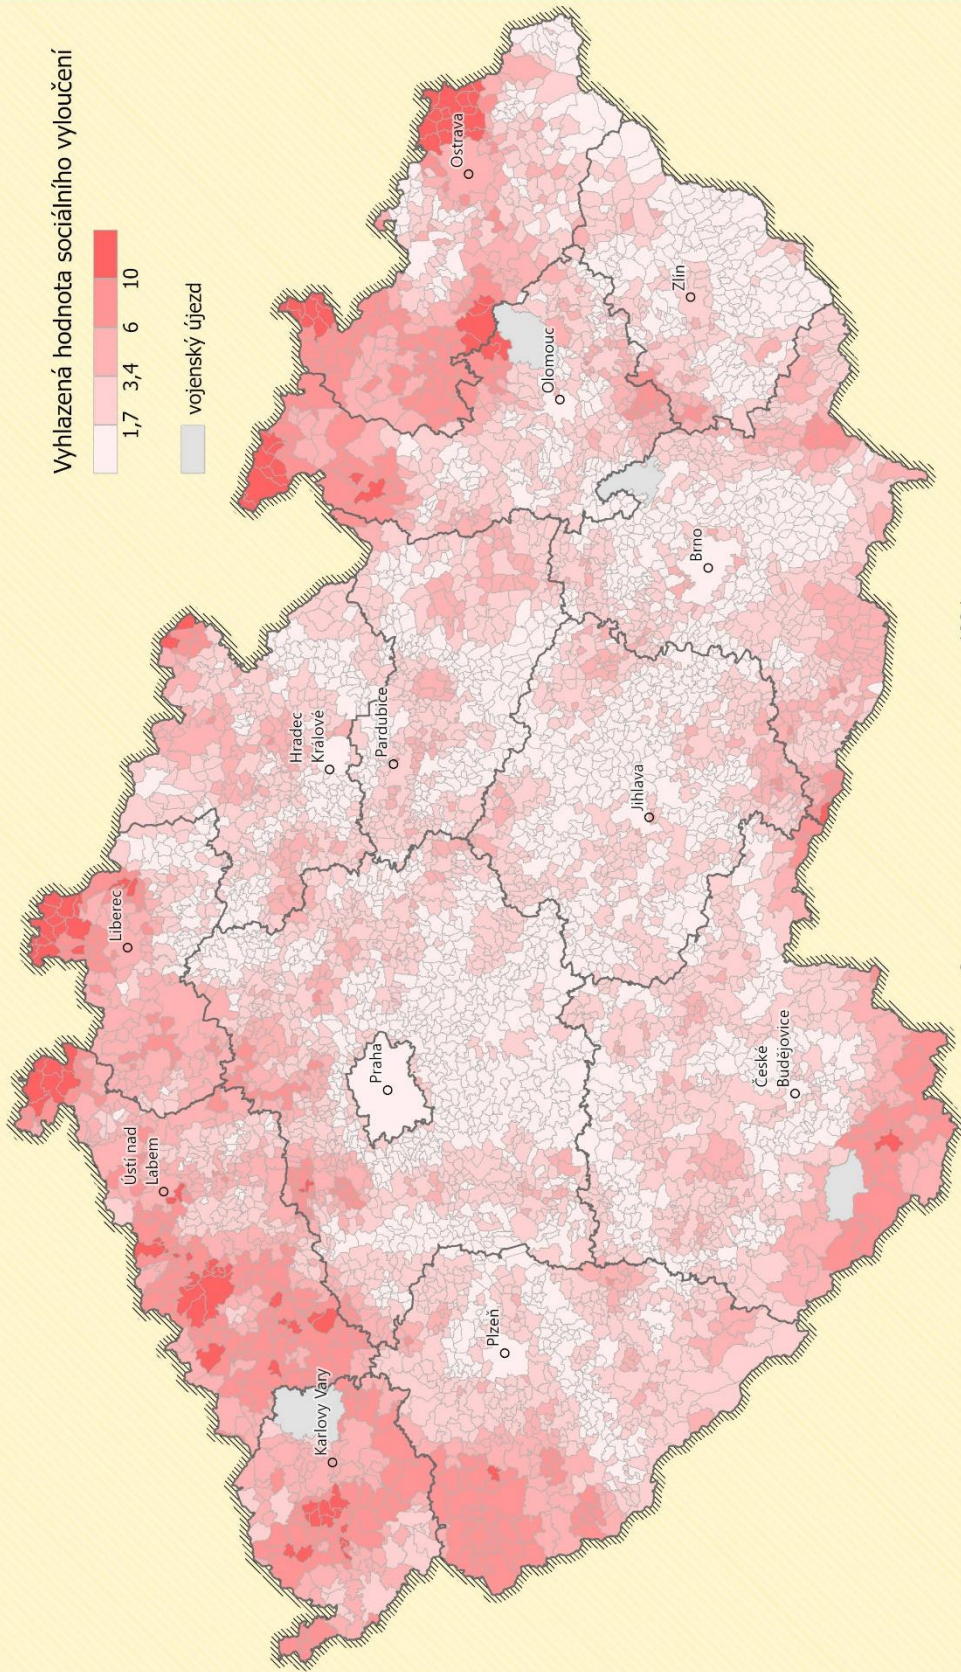 Vyhlazená hodnota sociálního vyloučení
1,7 3,4 6 10
vojenský újezd
Liberec
Ústí nad
Labem
Karlovy Vary
Hradec
Králové
Praha
Pardubice
Ostrava
Plzeň
Olomouc
Jihlava
Brno
Zlín
České
Budějovice